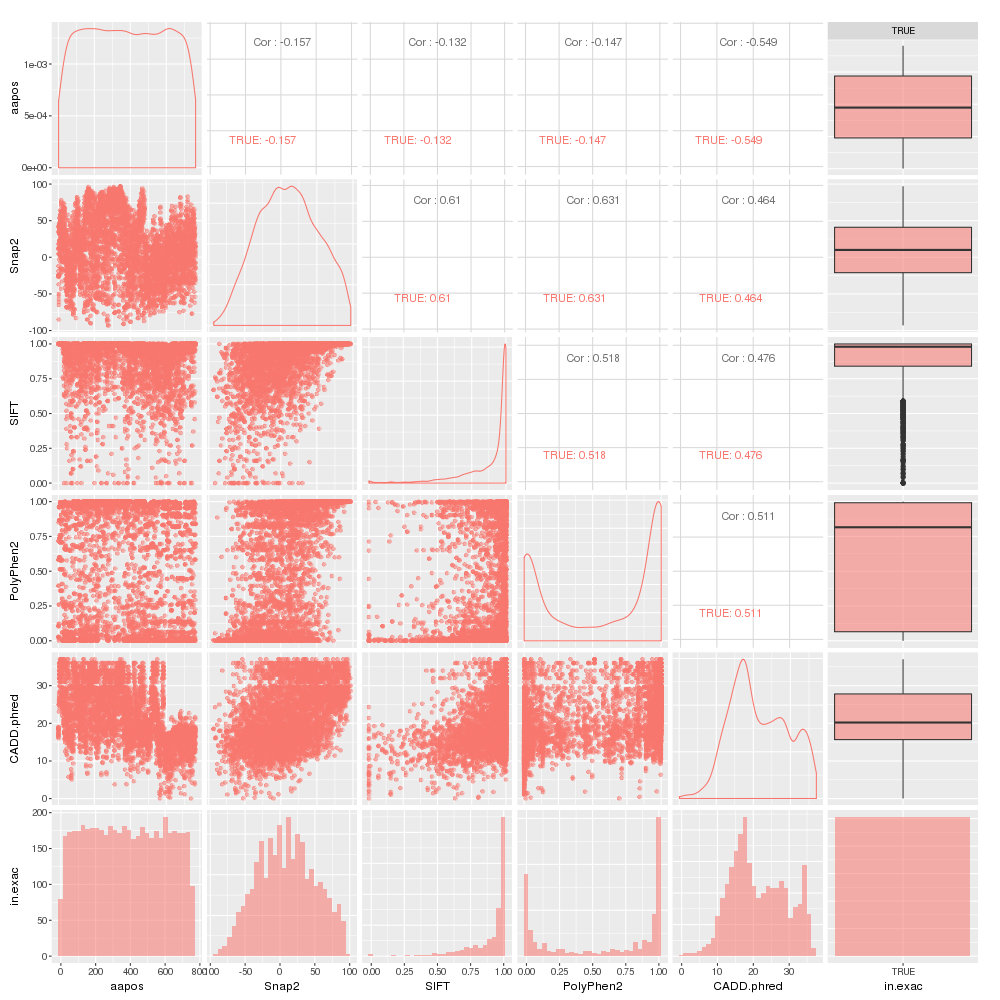 TRUE
Cor : -0.157
Cor : -0.132
Cor : -0.147
Cor : -0.549
aapos
1e-03
5e-04
0e+00
TRUE: -0.157
TRUE: -0.132
TRUE: -0.147
TRUE: -0.549
Snap2
100
50
0
-50
-100
Cor : 0.61
Cor : 0.631
Cor : 0.464
TRUE: 0.61
TRUE: 0.631
TRUE: 0.464
SIFT
1.00
0.75
0.50
0.25
0.00
Cor : 0.518
Cor : 0.476
TRUE: 0.518
TRUE: 0.476
PolyPhen2
1.00
0.75
0.50
0.25
0.00
Cor : 0.511
TRUE: 0.511
CADD.phred
30
20
10
0
in.exac
200
150
100
50
0
0 200 400 600 800
-50 0 50 100
0.00 0.25 0.50 0.75 1.00
0.00 0.25 0.50 0.75 1.00
0 10 20 30
TRUE
aapos Snap2 SIFT PolyPhen2 CADD.phred in.exac